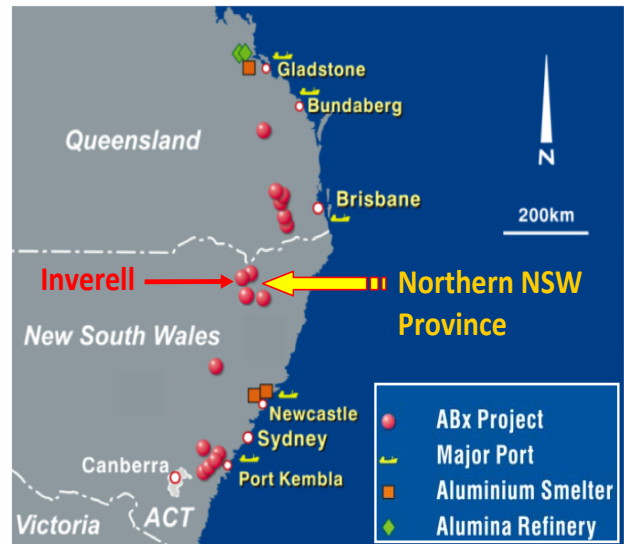 Gladstone
Bundaberg
Queensland
N
Brisbane
200km
Inverell
Northern NSW
Province
New South Wales
Newcastle
Sydney
Canberra
Port Kembla
ACT
Victoria
ABx Project
Major Port
Aluminium Smelter
Alumina Refinery